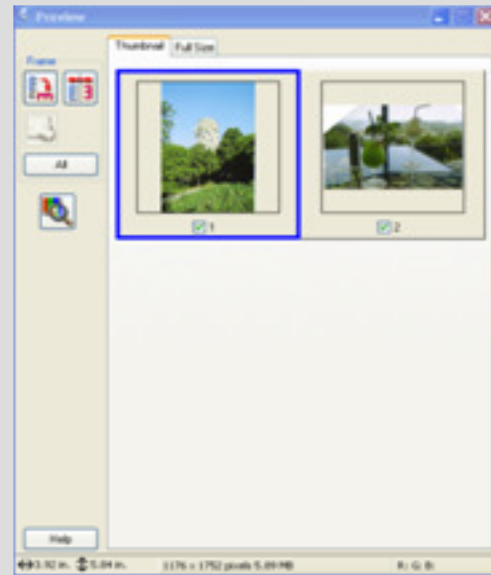 Preview
Thumbnail Full Size
Frame
All
1 2
Help
3.92 in. 5.84 in. 1176 x 1752 pixels 5.89 MB R: G: B: